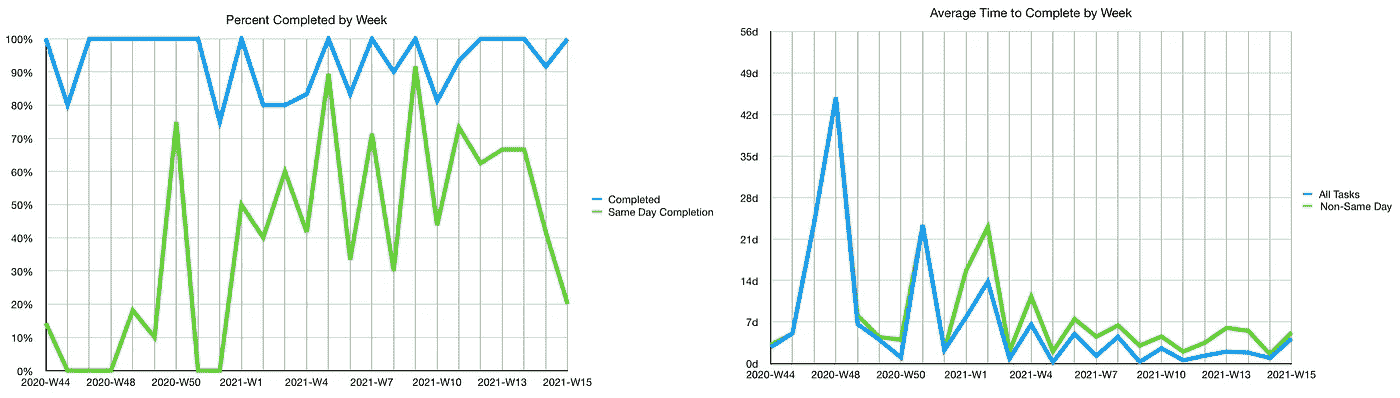 Percent Completed by Week
100%
90%
80%
70%
60%
50%
40%
30%
20%
10%
0%
2020-W44
2020-W48
2020-W50
2021-W1
2021-W4
2021-W7
2021-W10
2021-W13
2021-W15
Completed
Same Day Completion
Average Time to Complete by Week
56d
49d
42d
35d
28d
21d
14d
7d
0d
2020-W44
2020-W48
2020-W50
2021-W1
2021-W4
2021-W7
2021-W10
2021-W13
2021-W15
All Tasks
Non-Same Day